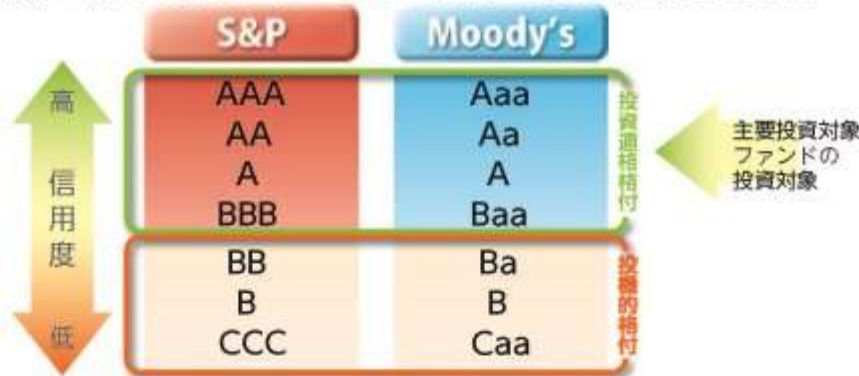 S&P Moody's
高
信用度
低
AAA Aaa
AA Aa
A A
BBB Baa
投資適格格付
主要投資対象
ファンドの
投資対象
BB Ba
B B
CCC Caa
投機的格付